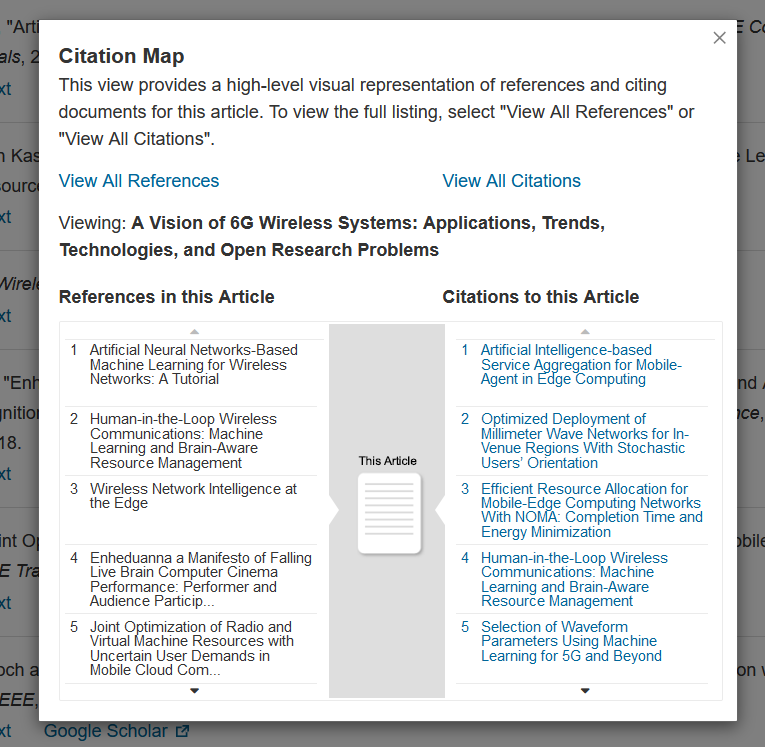 Citation Map
This view provides a high-level visual representation of references and citing
documents for this article. To view the full listing, select "View All References" or
"View All Citations".
View All References
View All Citations
Viewing: A Vision of 6G Wireless Systems: Applications, Trends,
Technologies, and Open Research Problems
References in this Article
1 Artificial Neural Networks-Based
Machine Learning for Wireless
Networks: A Tutorial
2 Human-in-the-Loop Wireless
Communications: Machine
Learning and Brain-Aware
Resource Management
3 Wireless Network Intelligence at
the Edge
4 Enheduanna a Manifesto of Falling
Live Brain Computer Cinema
Performance: Performer and
Audience Particip...
5 Joint Optimization of Radio and
Virtual Machine Resources with
Uncertain User Demands in
Mobile Cloud Com...
This Article
Citations to this Article
1 Artificial Intelligence-based
Service Aggregation for Mobile-
Agent in Edge Computing
2 Optimized Deployment of
Millimeter Wave Networks for In-
Venue Regions With Stochastic
Users’ Orientation
3 Efficient Resource Allocation for
Mobile-Edge Computing Networks
With NOMA: Completion Time and
Energy Minimization
4 Human-in-the-Loop Wireless
Communications: Machine
Learning and Brain-Aware
Resource Management
5 Selection of Waveform
Parameters Using Machine
Learning for 5G and Beyond
Google Scholar